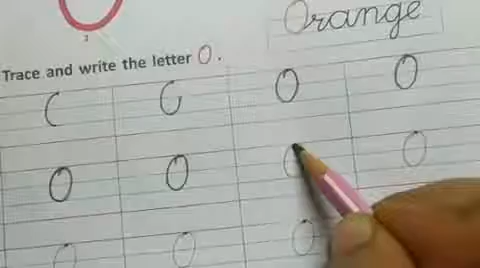 Orange
Trace and write the letter O.
C G O O
O O O O
O O O